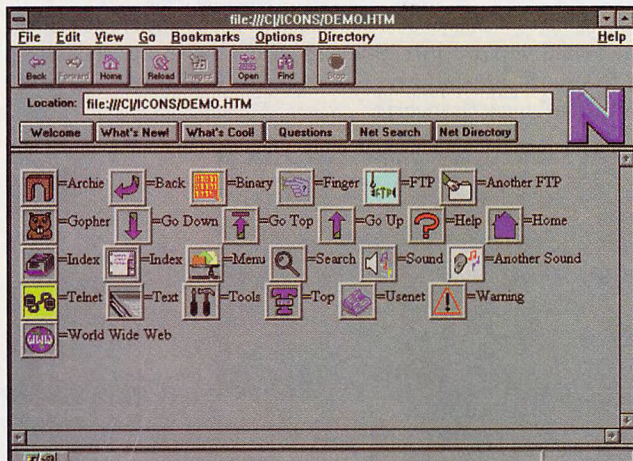 file:///C|/ICONS/DEMO.HTM
File Edit View Go Bookmarks Options Directory Help
Back Forward Home Reload Images Open Find Stop
Location: file:///C|/ICONS/DEMO.HTM
N
Welcome What's New! What's Cool! Questions Net Search Net Directory
=Archie =Back =Binary =Finger FTP =FTP =Another FTP
=Gopher =Go Down =Go Top =Go Up =Help =Home
=Index =Index =Menu =Search =Sound =Another Sound
=Telnet =Text =Tools =Top =Usenet =Warning
WWW =World Wide Web